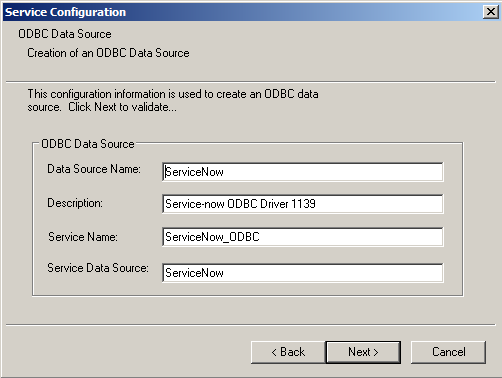 Service Configuration
ODBC Data Source
Creation of an ODBC Data Source
This configuration information is used to create an ODBC data
source. Click Next to validate...
ODBC Data Source
Data Source Name: ServiceNow
Description: Service-now ODBC Driver 1139
Service Name: ServiceNow_ODBC
Service Data Source: ServiceNow
< Back Next > Cancel